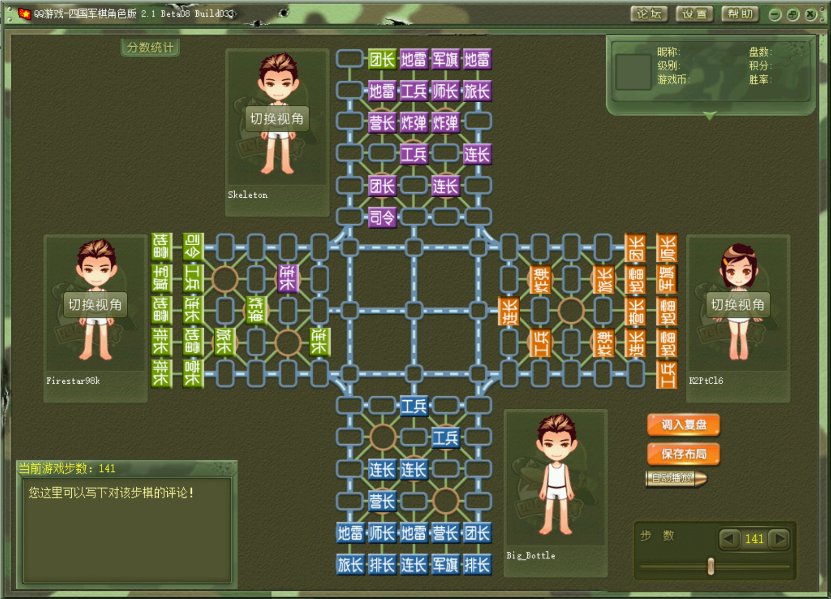 QQ游戏-四国军棋角色版 2.1 Beta08 Build033
论坛 设置 帮助
分数统计
昵称: 盘数:
级别: 积分:
游戏币: 胜率:
切换视角
Skeleton
团长 地雷 军旗 地雷
地雷 工兵 师长 旅长
营长 炸弹 炸弹
工兵 连长
团长 连长
司令
切换视角
Firestar98k
地雷 司令
军旗 工兵 连长
地雷 连长 炸弹
排长 地雷 旅长 连长
排长 营长
团长 师长
炸弹 旅长 地雷 军旗
连长 营长 地雷
工兵 炸弹 连长 地雷
工兵
切换视角
K2PtCl6
工兵
工兵
连长 连长
营长
地雷 师长 地雷 营长 团长
旅长 排长 连长 军旗 排长
Big_Bottle
调入复盘
保存布局
自动播放
步 数 141
当前游戏步数: 141
您这里可以写下对该步棋的评论!